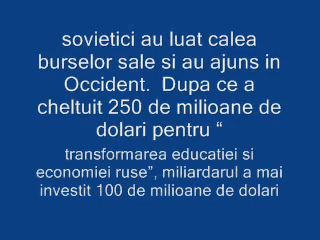 sovietici au luat calea
burselor sale si au ajuns in
Occident.  Dupa ce a
cheltuit 250 de milioane de
dolari pentru “
transformarea educatiei si
economiei ruse”, miliardarul a mai
investit 100 de milioane de dolari